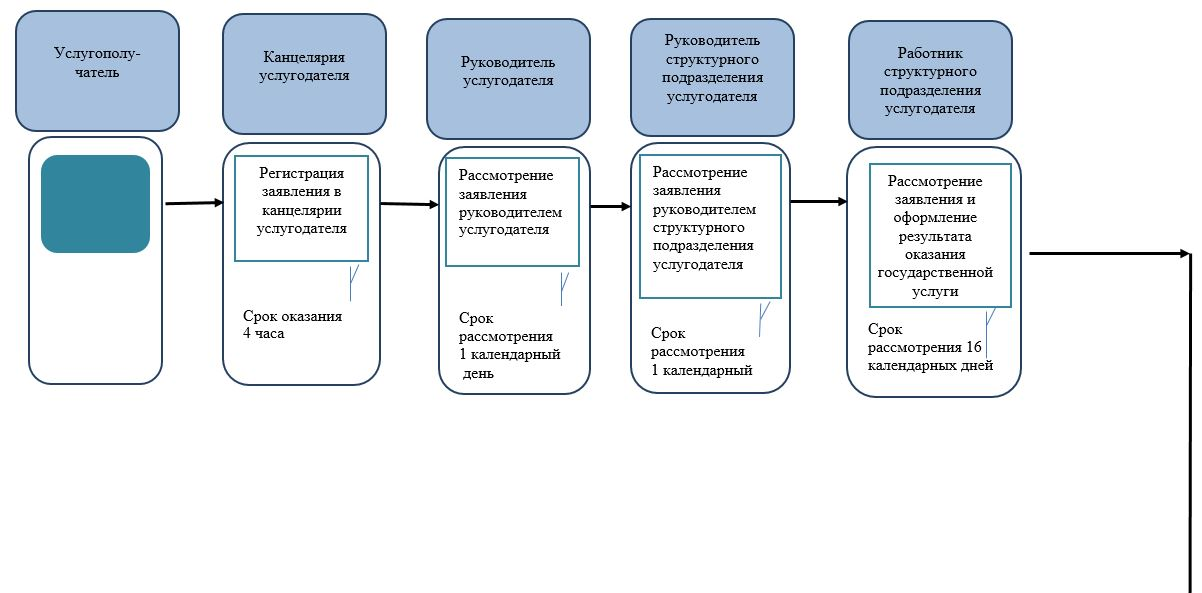 Услугополу-
чатель
Канцелярия
услугодателя
Руководитель
услугодателя
Руководитель
структурного
подразделения
услугодателя
Работник
структурного
подразделения
услугодателя
Регистрация
заявления в
канцелярии
услугодателя
Срок оказания
4 часа
Рассмотрение
заявления
руководителем
услугодателя
Срок
рассмотрения
1 календарный
день
Рассмотрение
заявления
руководителем
структурного
подразделения
услугодателя
Срок
рассмотрения
1 календарный
Рассмотрение
заявления и
оформление
результата
оказания
государственной
услуги
Срок
рассмотрения 16
календарных дней